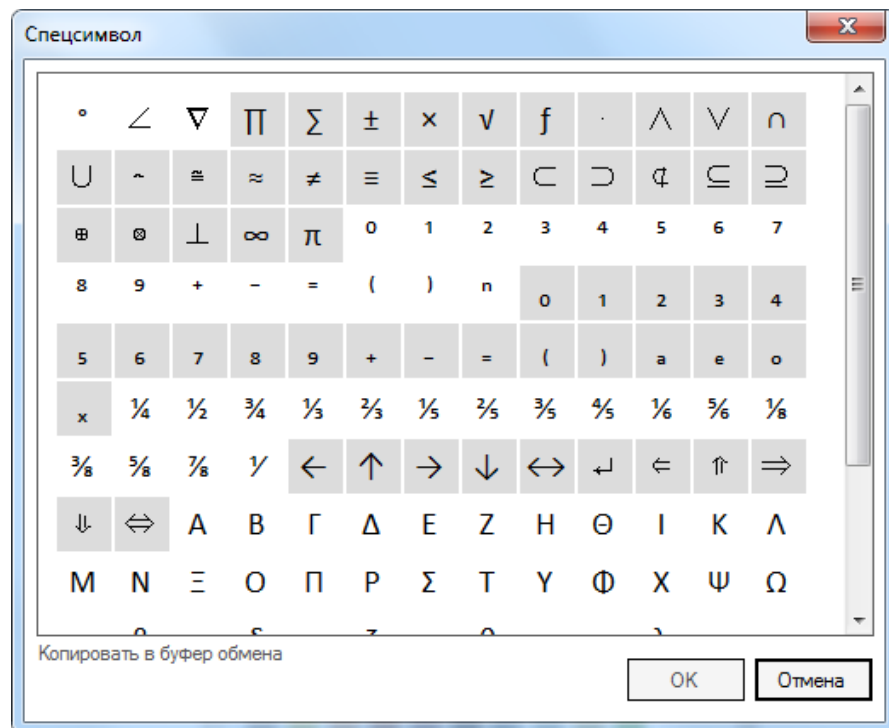 Спецсимвол
° ∠ ∇ ∏ ∑ ± × √ ƒ · ∧ ∨ ∩
∪ ~ ≅ ≈ ≠ ≡ ≤ ≥ ⊂ ⊃ ⊄ ⊆ ⊇
⊕ ⊗ ⊥ ∞ π ⁰ ¹ ² ³ ⁴ ⁵ ⁶ ⁷
⁸ ⁹ ⁺ ⁻ ⁼ ⁽ ⁾ ⁿ ₀ ₁ ₂ ₃ ₄
₅ ₆ ₇ ₈ ₉ ₊ ₋ ₌ ₍ ₎ ₐ ₑ ₒ
ₓ ¼ ½ ¾ ⅓ ⅔ ⅕ ⅖ ⅗ ⅘ ⅙ ⅚ ⅛
⅜ ⅝ ⅞ ⅟ ← ↑ → ↓ ↔ ↵ ⇐ ⇑ ⇒
⇓ ⇔ Α Β Γ Δ Ε Ζ Η Θ Ι Κ Λ
Μ Ν Ξ Ο Π Ρ Σ Τ Υ Φ Χ Ψ Ω
Копировать в буфер обмена
OK Отмена